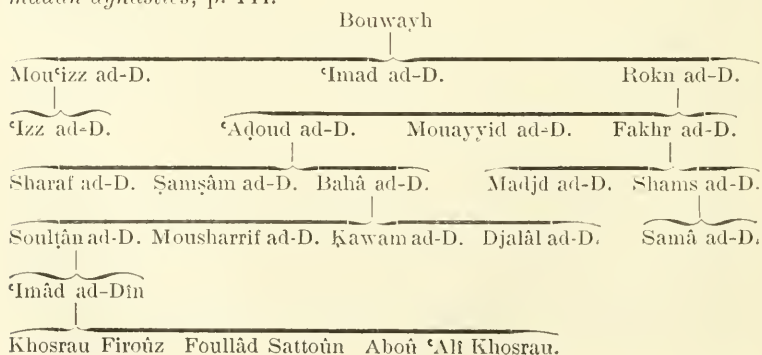 Bouwayh
Mouʿizz ad-D. ʿImad ad-D. Rokn ad-D.
ʿIzz ad-D. ʿAḍoud ad-D. Mouayyid ad-D. Fakhr ad-D.
Sharaf ad-D. Ṣamṣâm ad-D. Bahâ ad-D. Madjd ad-D. Shams ad-D.
Soulṭân ad-D. Mousharrif ad-D. Ḳawam ad-D. Djalâl ad-D. Samâ ad-D.
ʿImâd ad-Dîn
Khosrau Firoûz Foullâd Sattoûn Aboû ʿAlî Khosrau.